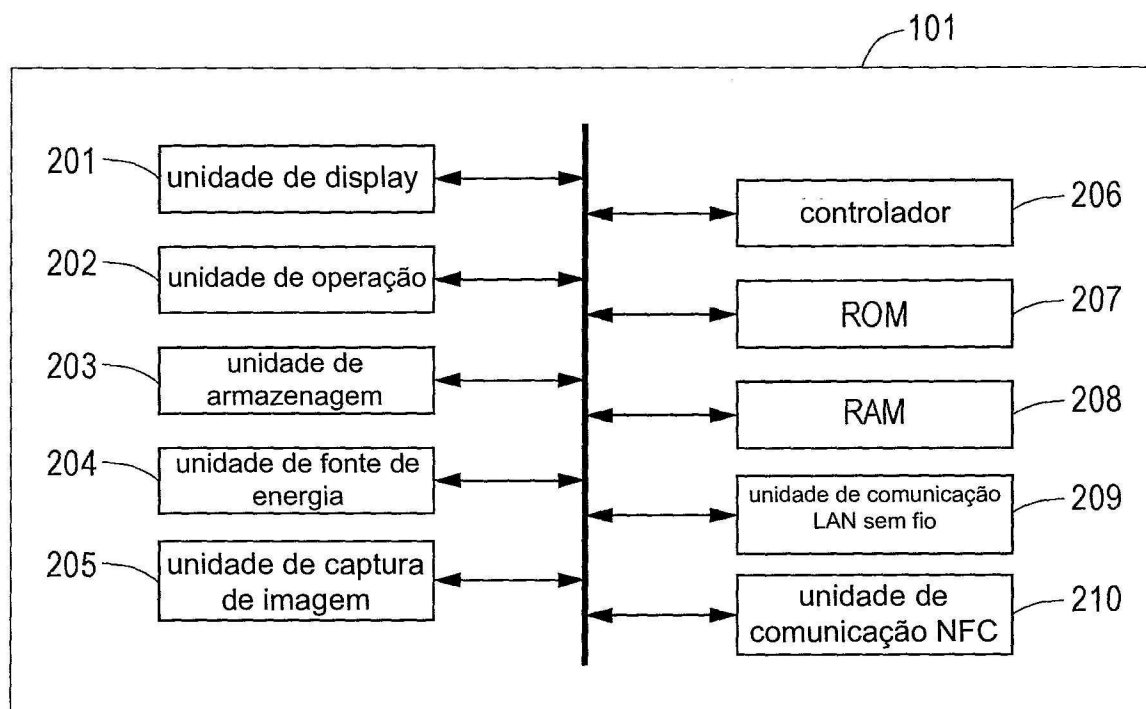 101
201
unidade de display
202
unidade de operação
203
unidade de
armazenagem
204
unidade de fonte de
energia
205
unidade de captura
de imagem
controlador
206
ROM
207
RAM
208
unidade de comunicação
LAN sem fio
209
unidade de
comunicação NFC
210